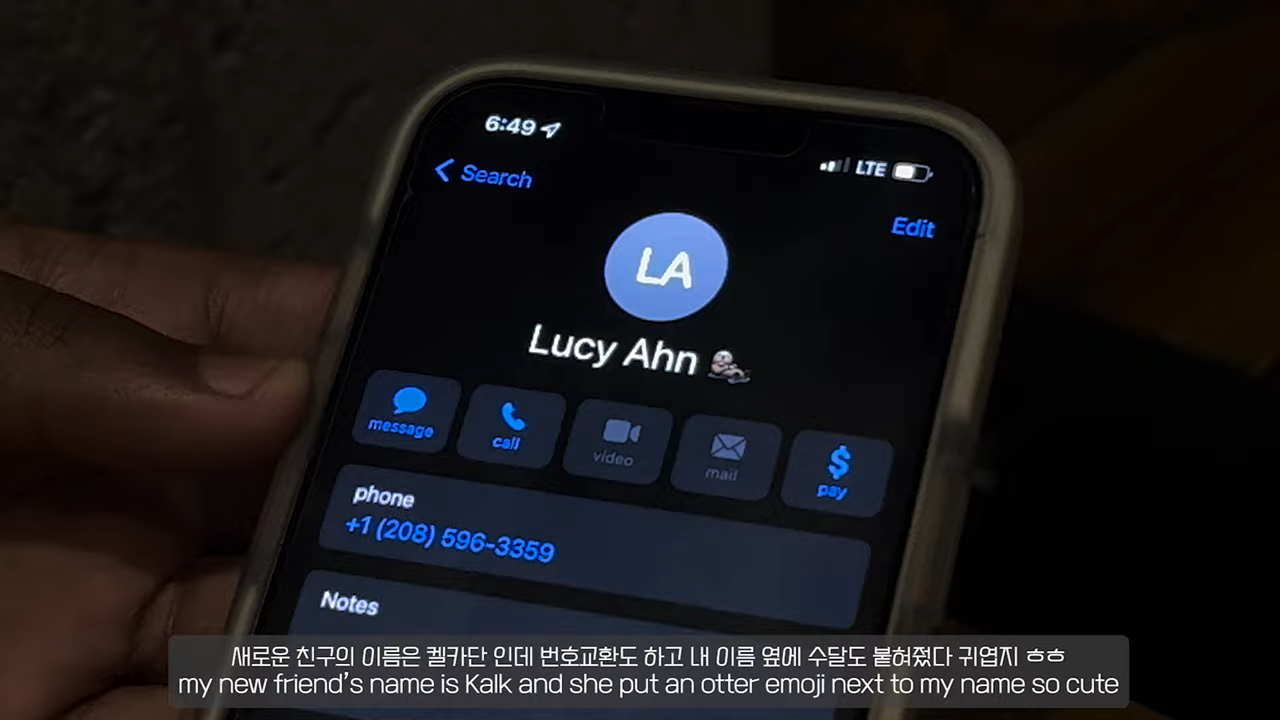 6:49
LTE
Search
Edit
LA
Lucy Ahn 🦦
message
call
video
mail
pay
phone
+1 (208) 596-3359
Notes
새로운 친구의 이름은 켈카단 인데 번호교환도 하고 내 이름 옆에 수달도 붙혀줬다 귀엽지 ㅎㅎ
my new friend's name is Kalk and she put an otter emoji next to my name so cute